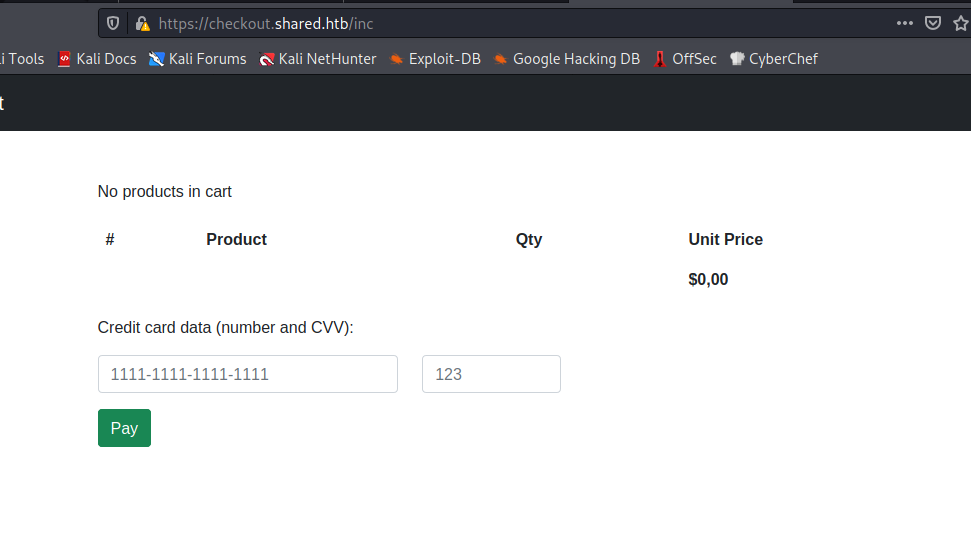 https://checkout.shared.htb/inc
i Tools Kali Docs Kali Forums Kali NetHunter Exploit-DB Google Hacking DB OffSec CyberChef
t
No products in cart
# Product Qty Unit Price
$0,00
Credit card data (number and CVV):
1111-1111-1111-1111 123
Pay